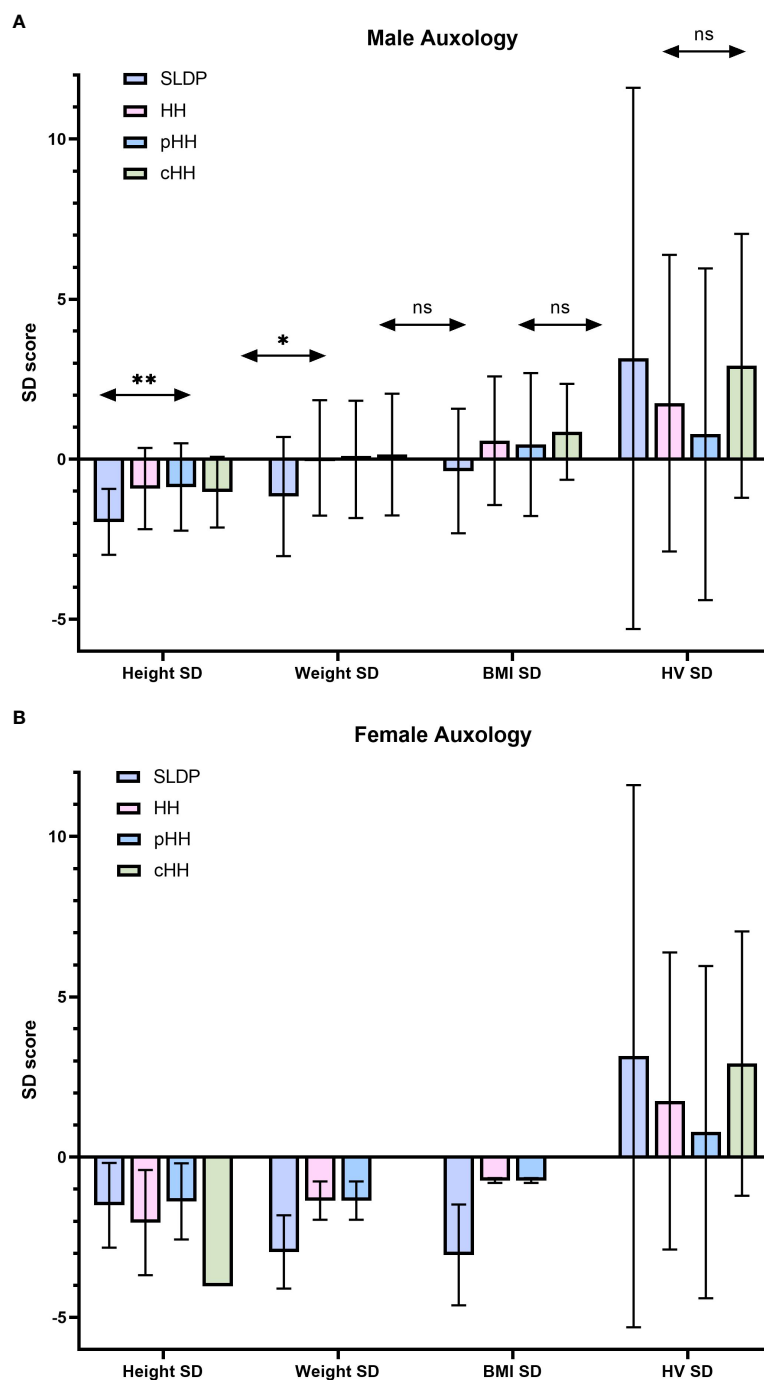 A
Male Auxology
ns
SLDP
HH
pHH
cHH
10
5
ns
ns
*
**
SD score
0
-5
Height SD
Weight SD
BMI SD
HV SD
B
Female Auxology
SLDP
HH
pHH
cHH
10
5
SD score
0
-5
Height SD
Weight SD
BMI SD
HV SD